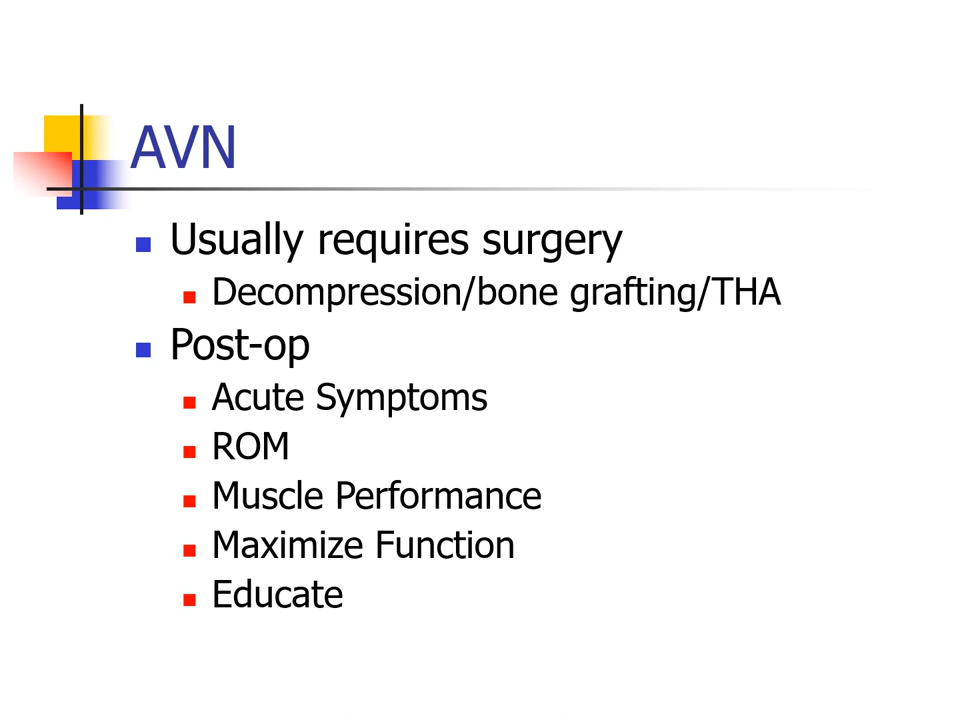 AVN
Usually requires surgery
Decompression/bone grafting/THA
Post-op
Acute Symptoms
ROM
Muscle Performance
Maximize Function
Educate